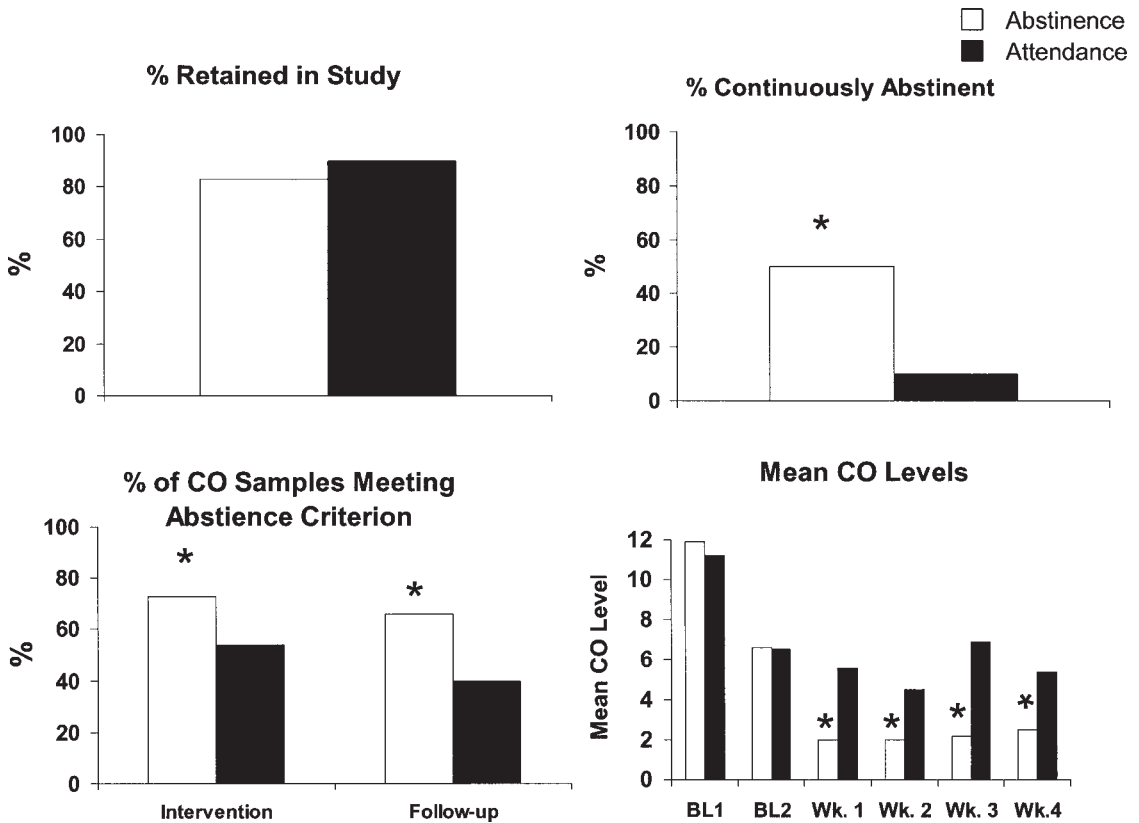 Abstinence
Attendance
% Retained in Study
100
80
60
40
20
0
%
% Continuously Abstinent
100
80
60
40
20
0
%
*
% of CO Samples Meeting
Abstience Criterion
100
80
60
40
20
0
%
*
*
Intervention
Follow-up
Mean CO Levels
12
10
8
6
4
2
0
Mean CO Level
*
*
*
*
BL1
BL2
Wk. 1
Wk. 2
Wk. 3
Wk.4